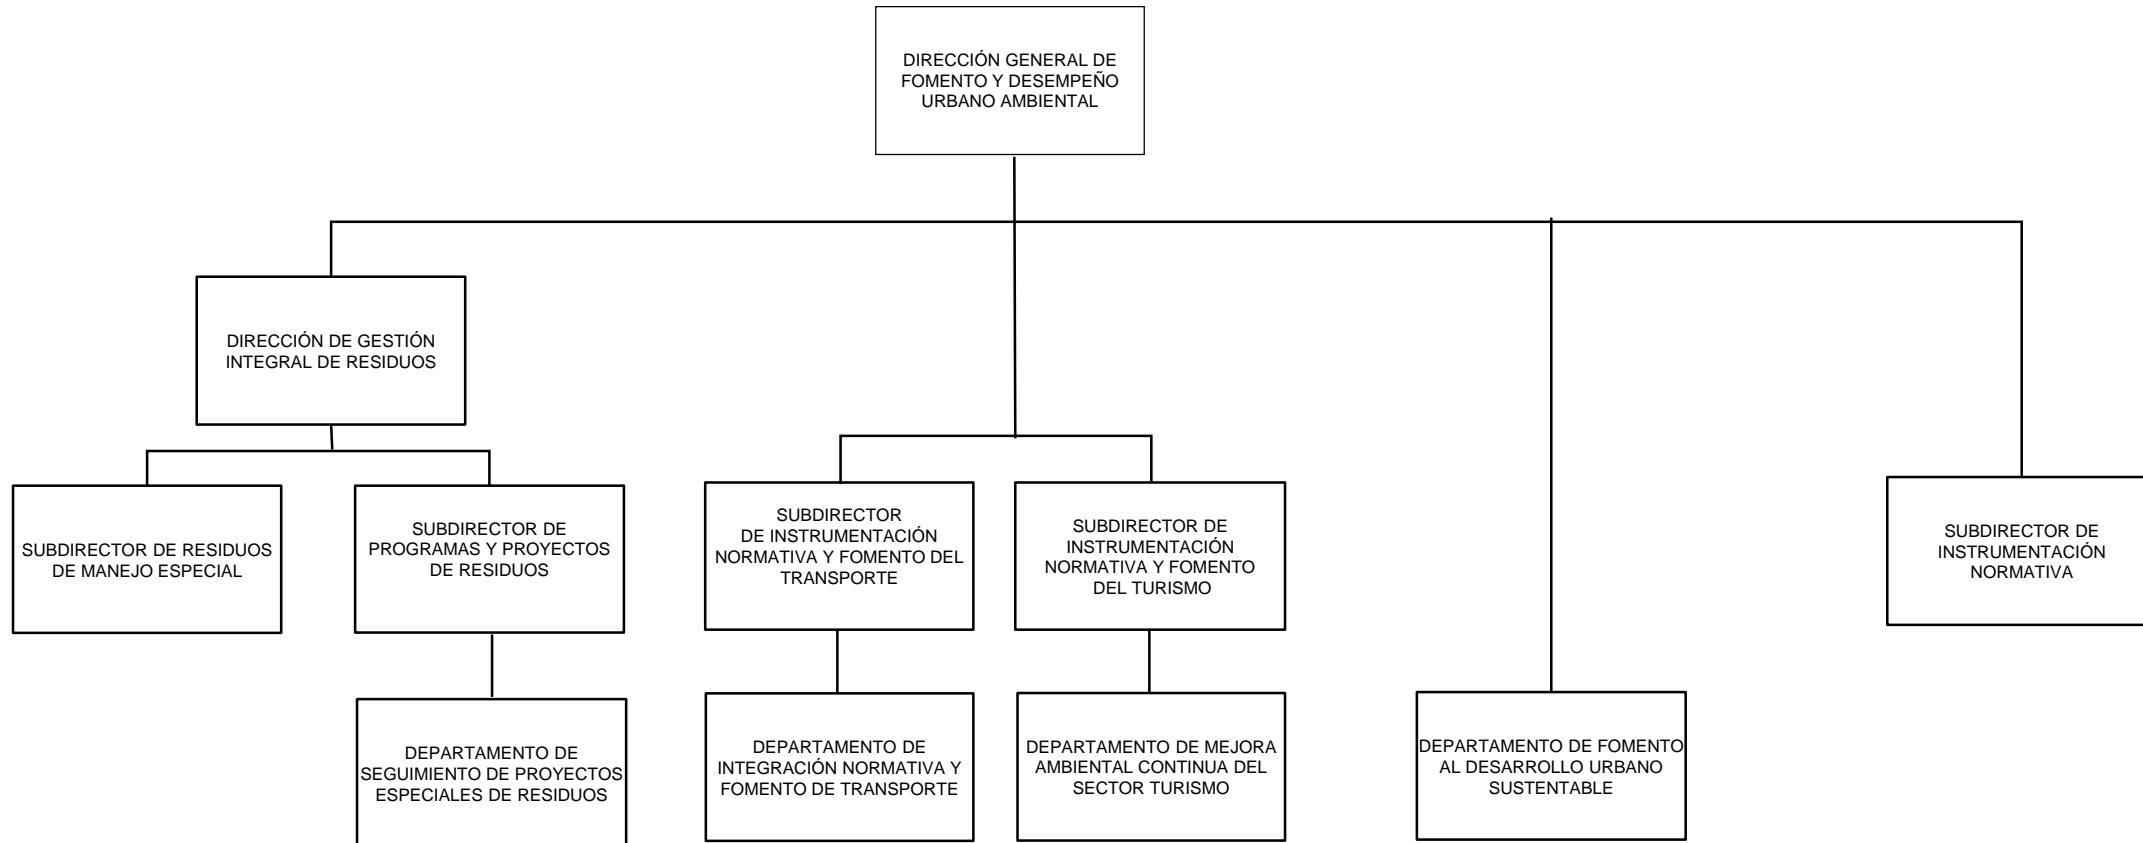 DIRECCIÓN GENERAL DE
FOMENTO Y DESEMPEÑO
URBANO AMBIENTAL
DIRECCIÓN DE GESTIÓN
INTEGRAL DE RESIDUOS
SUBDIRECTOR DE RESIDUOS
DE MANEJO ESPECIAL
SUBDIRECTOR DE
PROGRAMAS Y PROYECTOS
DE RESIDUOS
SUBDIRECTOR
DE INSTRUMENTACIÓN
NORMATIVA Y FOMENTO DEL
TRANSPORTE
SUBDIRECTOR DE
INSTRUMENTACIÓN
NORMATIVA Y FOMENTO
DEL TURISMO
SUBDIRECTOR DE
INSTRUMENTACIÓN
NORMATIVA
DEPARTAMENTO DE
SEGUIMIENTO DE PROYECTOS
ESPECIALES DE RESIDUOS
DEPARTAMENTO DE
INTEGRACIÓN NORMATIVA Y
FOMENTO DE TRANSPORTE
DEPARTAMENTO DE MEJORA
AMBIENTAL CONTINUA DEL
SECTOR TURISMO
DEPARTAMENTO DE FOMENTO
AL DESARROLLO URBANO
SUSTENTABLE